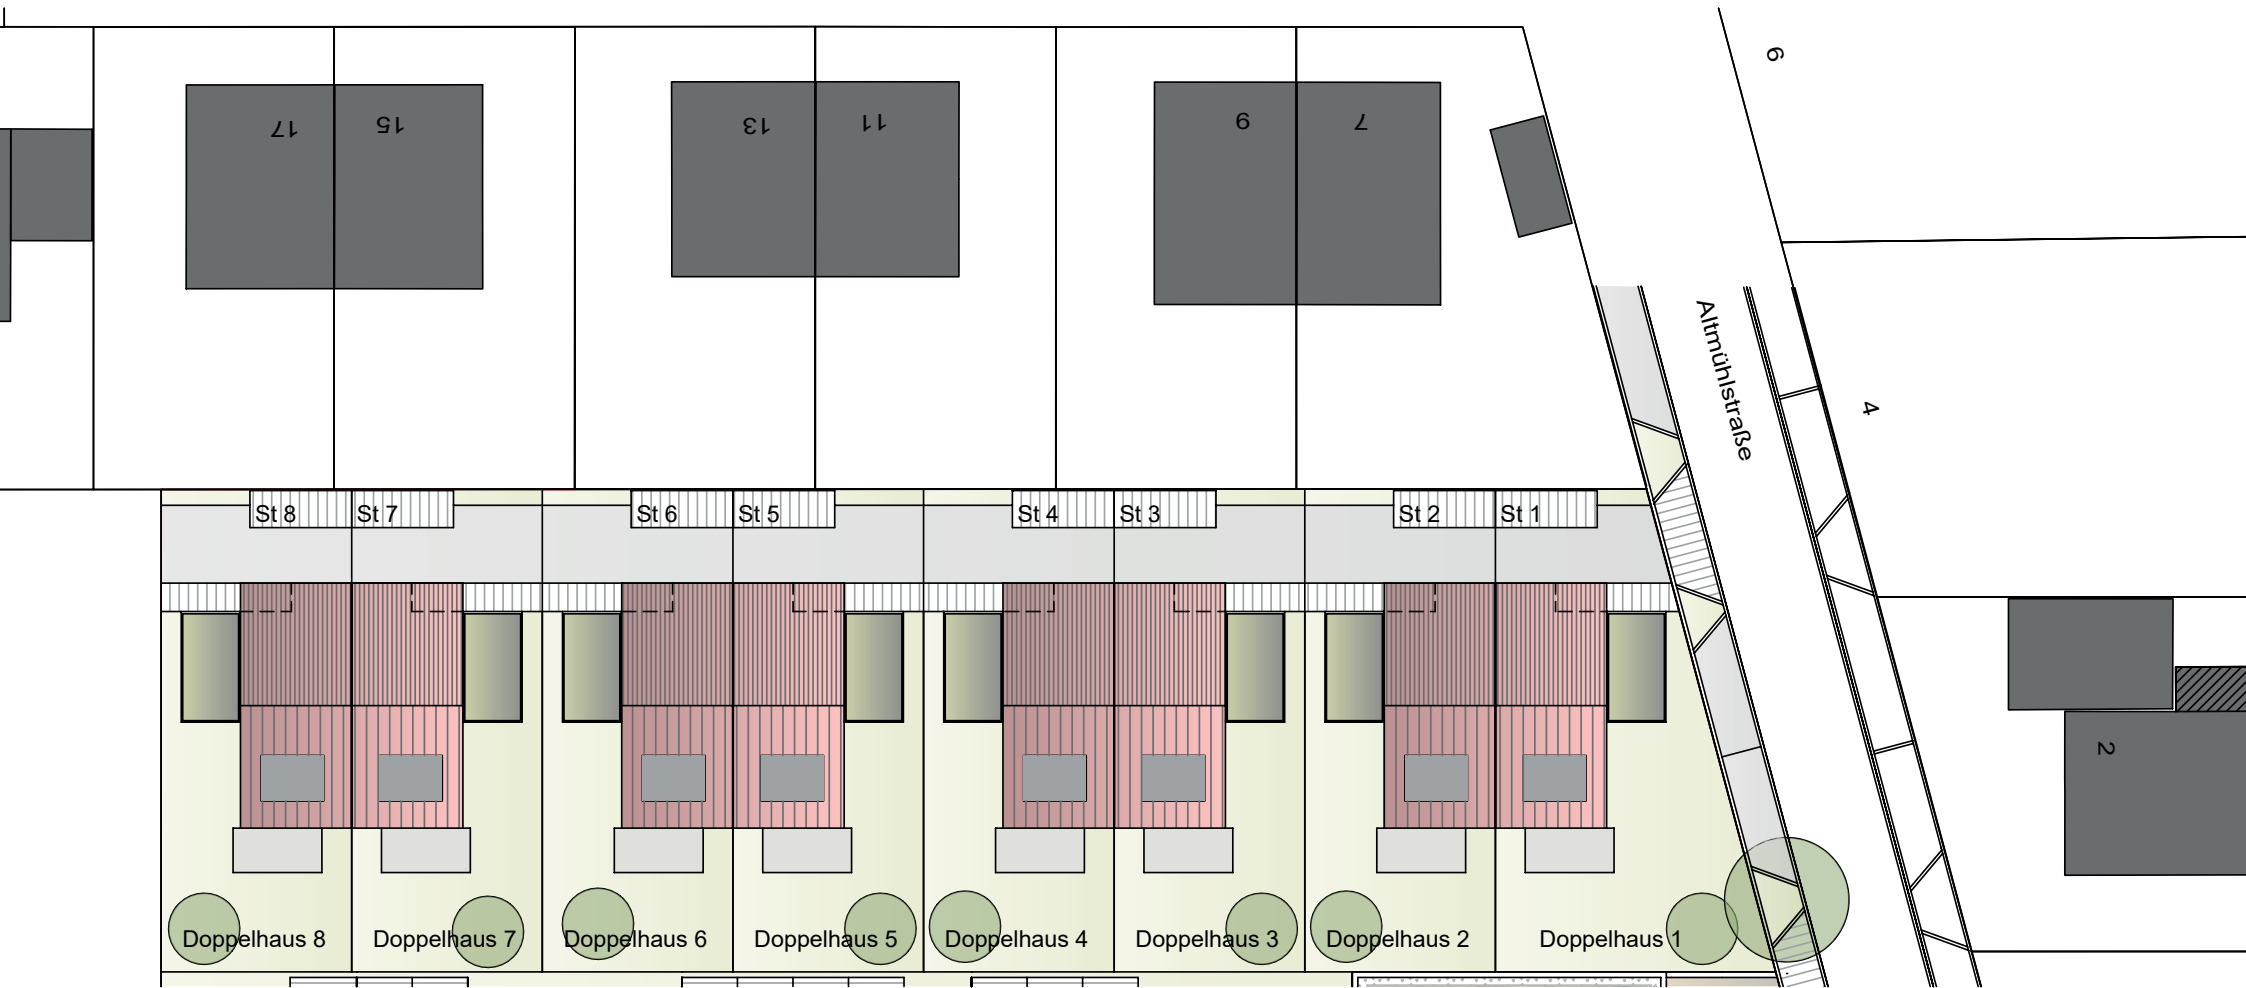 6
17
15
13
11
9
7
Altmühlstraße
4
St 8
St 7
St 6
St 5
St 4
St 3
St 2
St 1
2
Doppelhaus 8
Doppelhaus 7
Doppelhaus 6
Doppelhaus 5
Doppelhaus 4
Doppelhaus 3
Doppelhaus 2
Doppelhaus 1